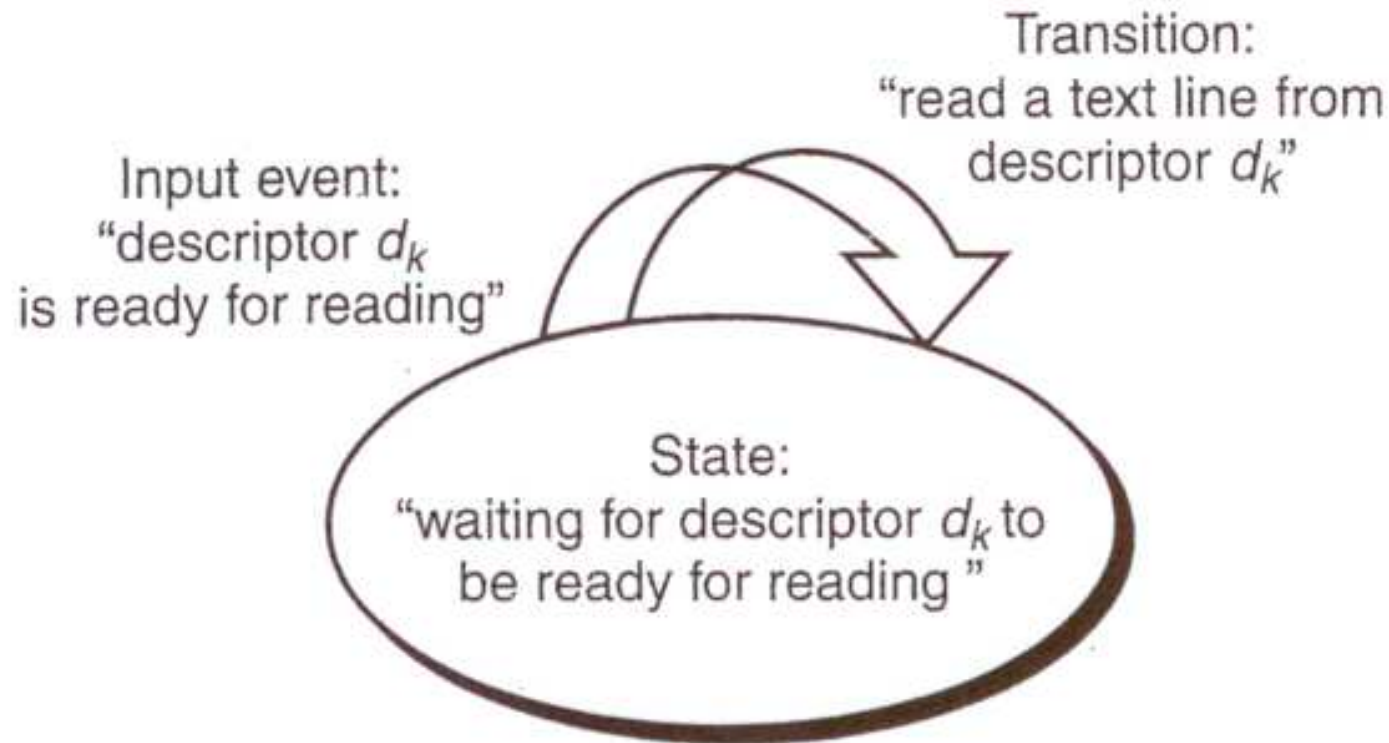 Transition:
“read a text line from
descriptor dk”
Input event:
“descriptor dk
is ready for reading”
State:
“waiting for descriptor dk to
be ready for reading ”